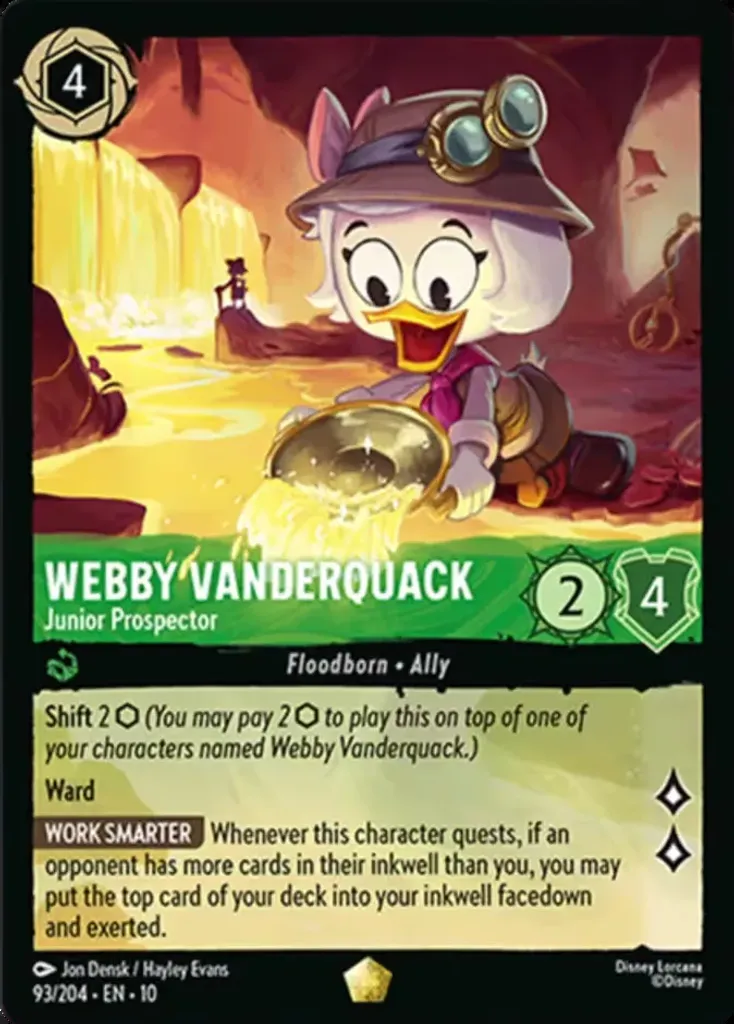 4
WEBBY VANDERQUACK
Junior Prospector
2
4
Floodborn • Ally
Shift 2 ⬡ (You may pay 2 ⬡ to play this on top of one of
your characters named Webby Vanderquack.)
Ward
WORK SMARTER Whenever this character quests, if an
opponent has more cards in their inkwell than you, you may
put the top card of your deck into your inkwell facedown
and exerted.
Jon Densk / Hayley Evans
Disney Lorcana
93/204 • EN • 10
©Disney